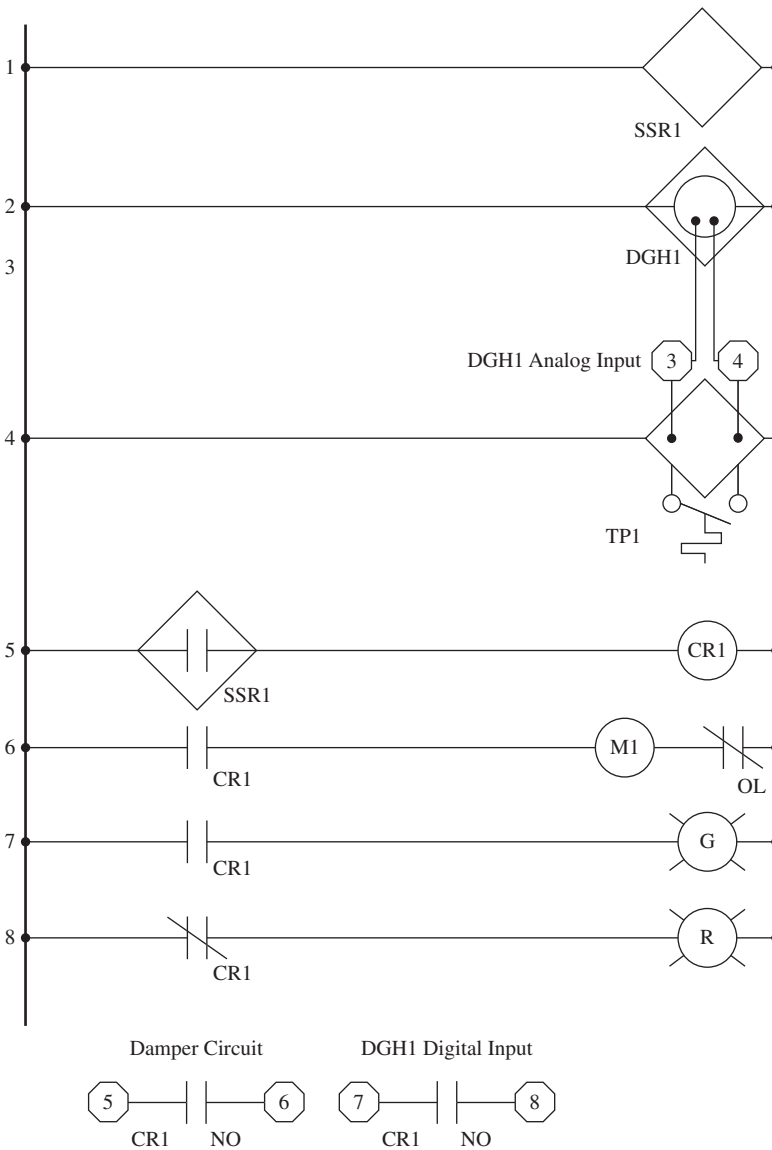 1
SSR1
2
DGH1
3
DGH1 Analog Input 3 4
4
TP1
5 CR1
SSR1
6 M1
CR1 OL
7 G
CR1
8 R
CR1
Damper Circuit DGH1 Digital Input
5 6 7 8
CR1 NO CR1 NO